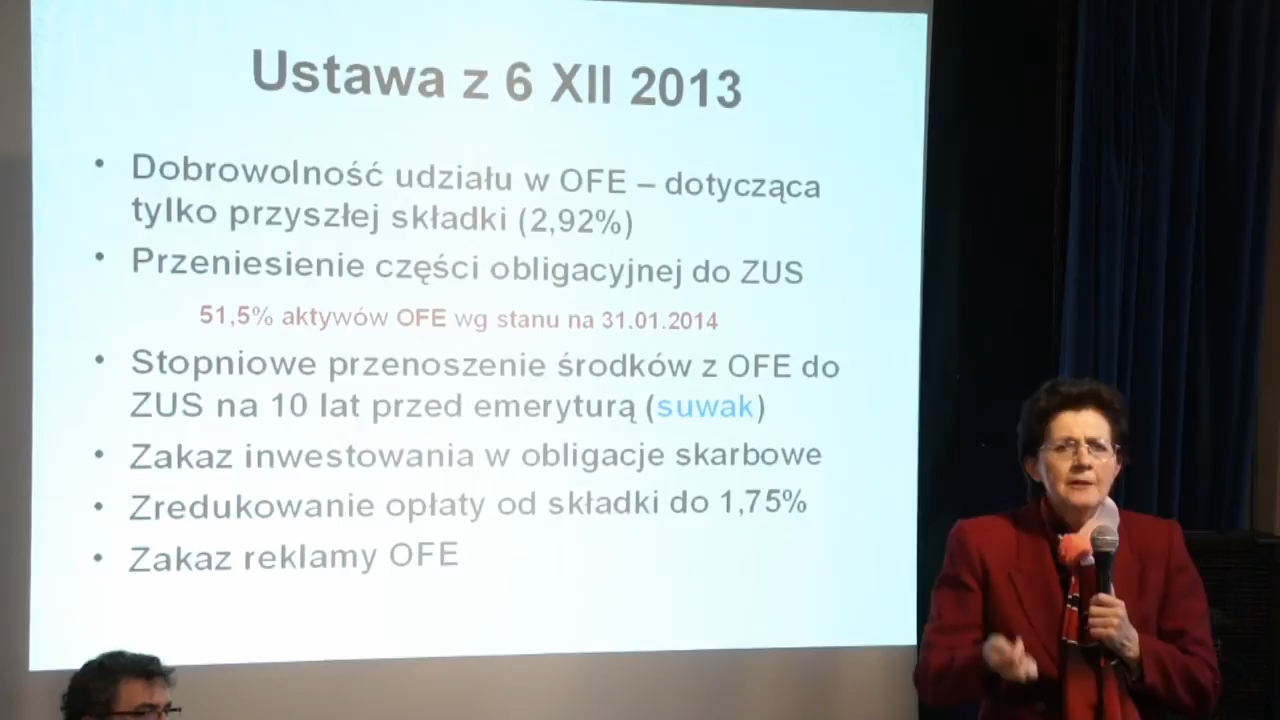 Ustawa z 6 XII 2013
• Dobrowolność udziału w OFE – dotycząca
tylko przyszłej składki (2,92%)
• Przeniesienie części obligacyjnej do ZUS
51,5% aktywów OFE wg stanu na 31.01.2014
• Stopniowe przenoszenie środków z OFE do
ZUS na 10 lat przed emeryturą (suwak)
• Zakaz inwestowania w obligacje skarbowe
• Zredukowanie opłaty od składki do 1,75%
• Zakaz reklamy OFE